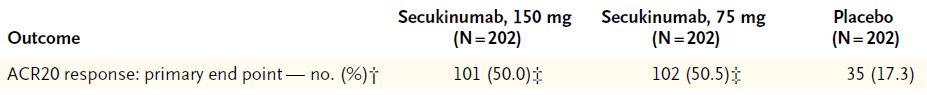 Outcome Secukinumab, 150 mg (N=202) Secukinumab, 75 mg (N=202) Placebo (N=202)
ACR20 response: primary end point — no. (%)† 101 (50.0)‡ 102 (50.5)‡ 35 (17.3)